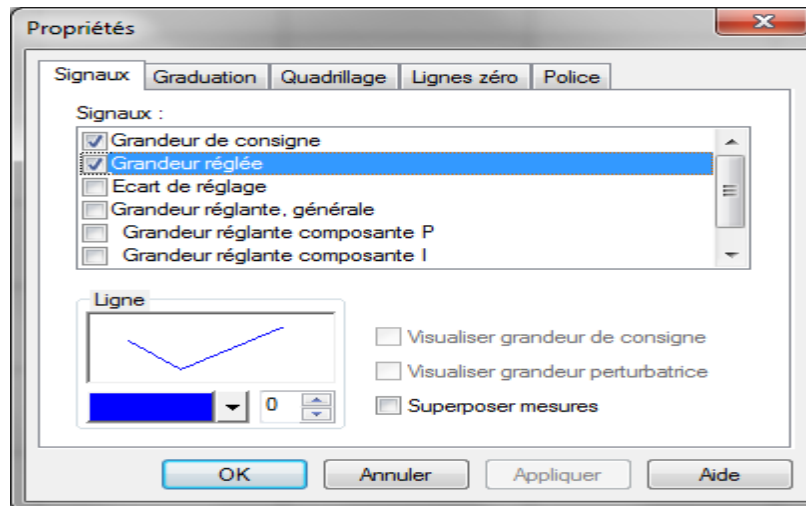 Propriétés
Signaux Graduation Quadrillage Lignes zéro Police
Signaux :
Grandeur de consigne
Grandeur réglée
Ecart de réglage
Grandeur réglante, générale
Grandeur réglante composante P
Grandeur réglante composante I
Ligne
0
Visualiser grandeur de consigne
Visualiser grandeur perturbatrice
Superposer mesures
OK Annuler Appliquer Aide